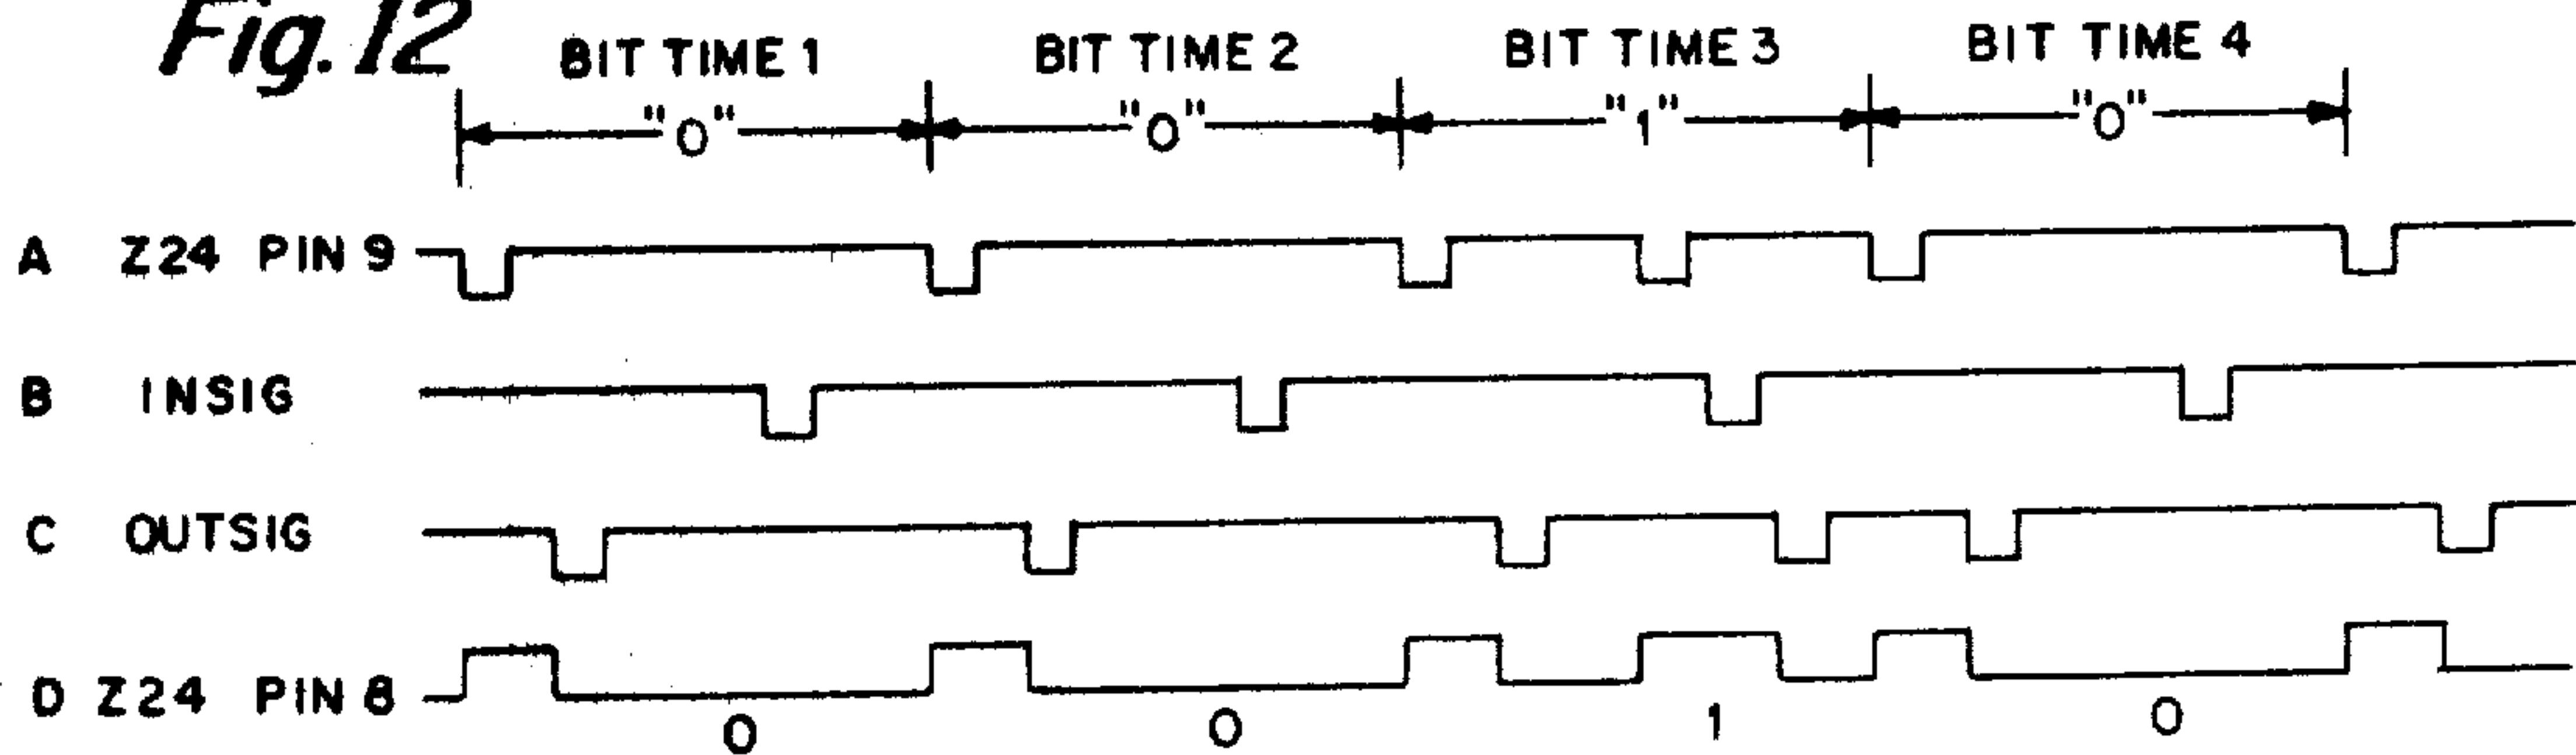 Fig. 12
BIT TIME 1 BIT TIME 2 BIT TIME 3 BIT TIME 4
"0" "0" "1" "0"
A Z24 PIN 9
B INSIG
C OUTSIG
D Z24 PIN 8
0 0 1 0